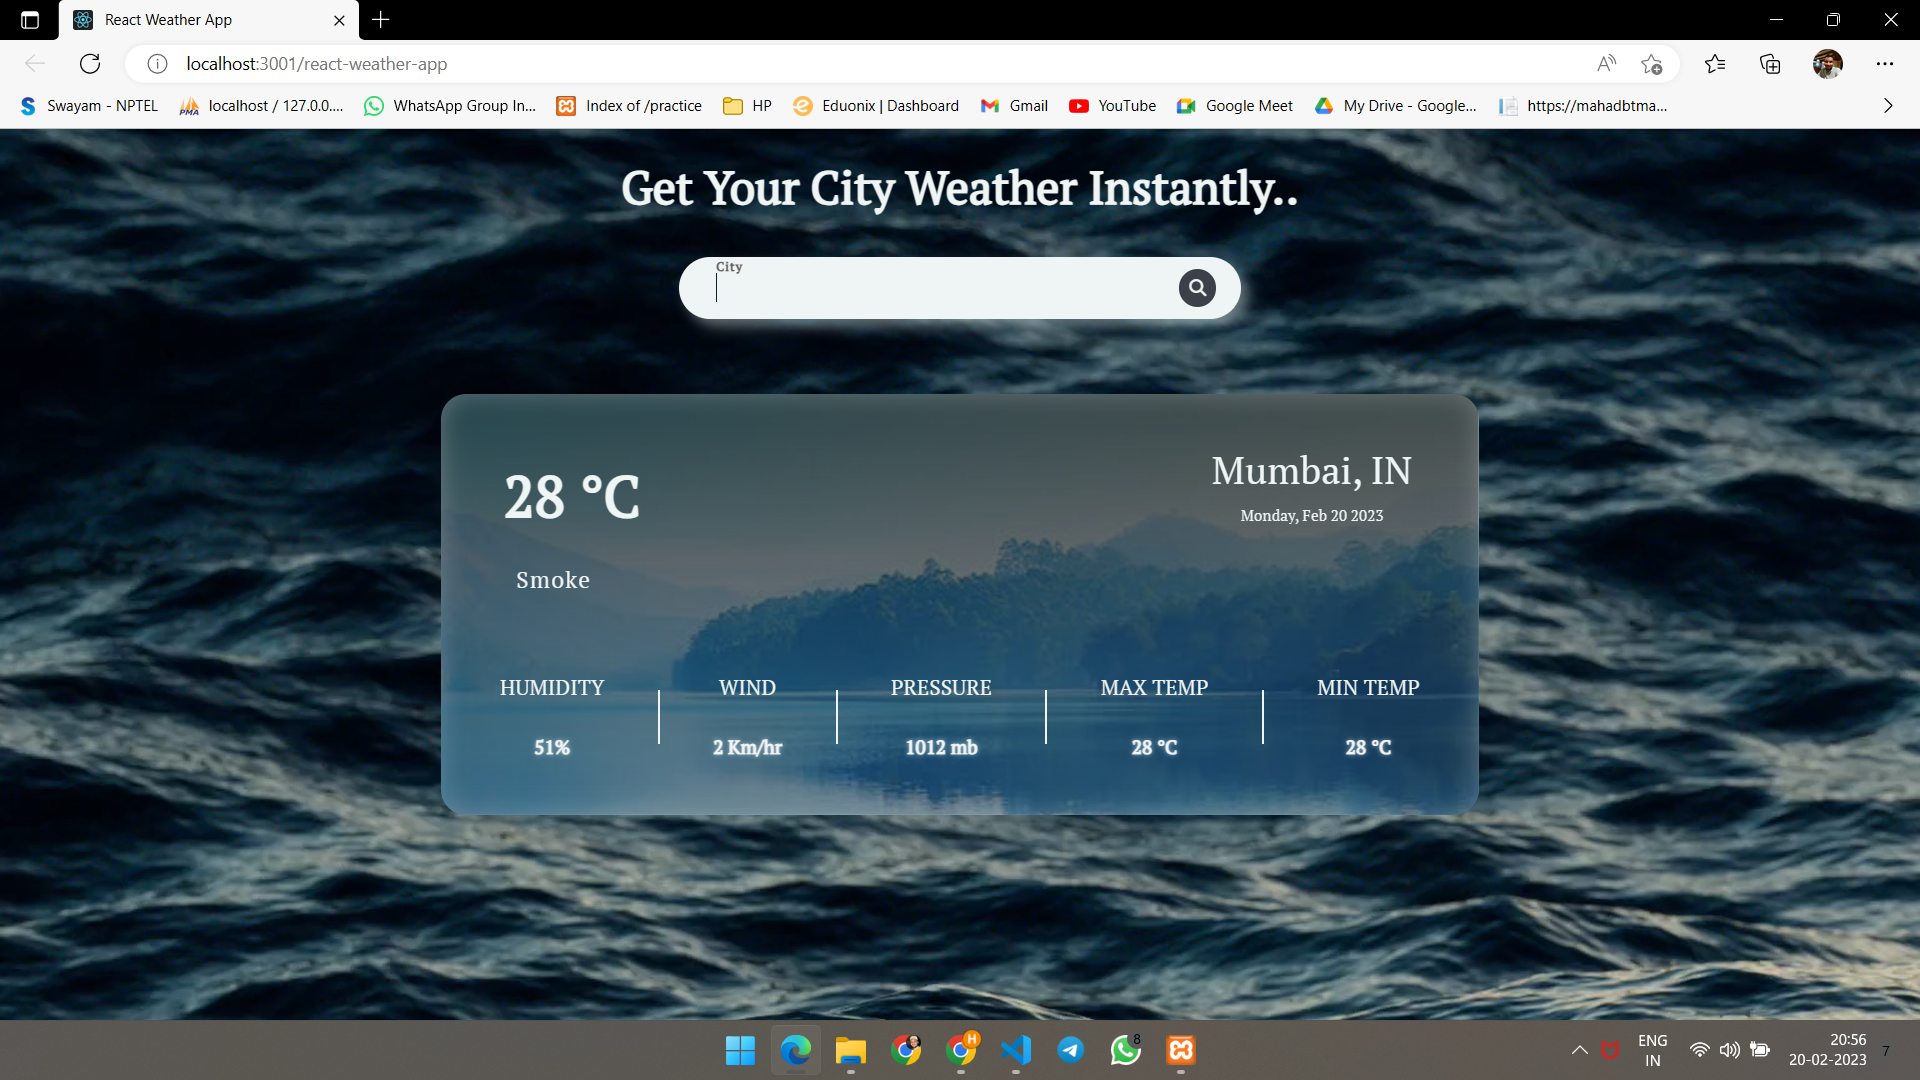 React Weather App
localhost:3001/react-weather-app
Swayam - NPTEL
localhost / 127.0.0....
WhatsApp Group In...
Index of /practice
HP
Eduonix | Dashboard
Gmail
YouTube
Google Meet
My Drive - Google...
https://mahadbtma...
Get Your City Weather Instantly..
City
28 °C
Mumbai, IN
Monday, Feb 20 2023
Smoke
HUMIDITY
WIND
PRESSURE
MAX TEMP
MIN TEMP
51%
2 Km/hr
1012 mb
28 °C
28 °C
H
8
ENG
IN
20:56
20-02-2023
7